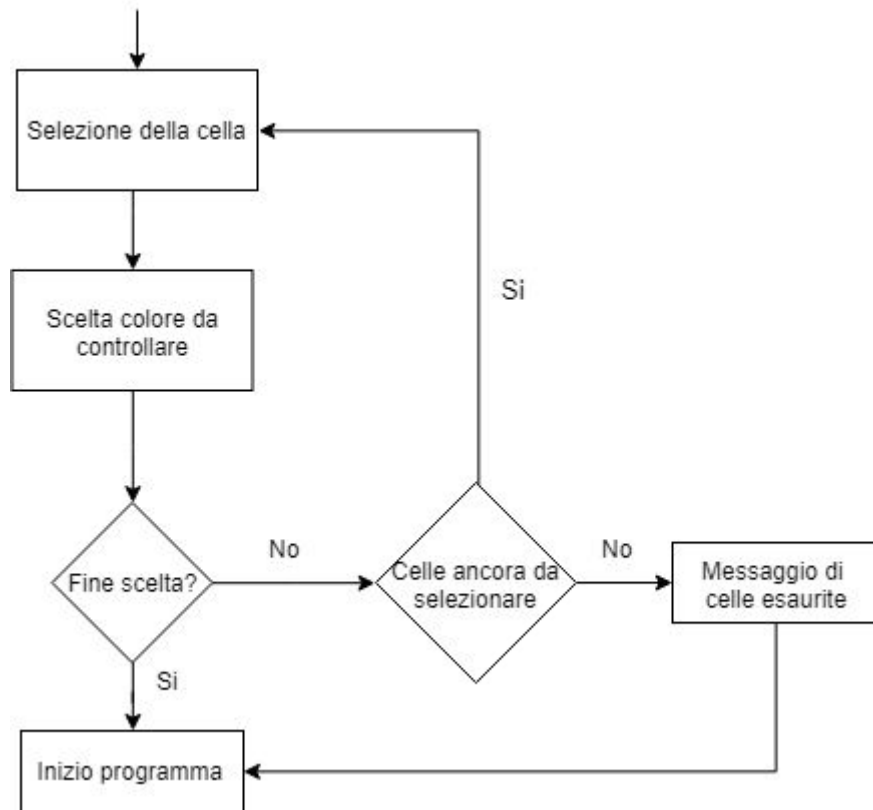 Selezione della cella
Scelta colore da
controllare
Si
Fine scelta?
No
Celle ancora da
selezionare
No
Messaggio di
celle esaurite
Si
Inizio programma